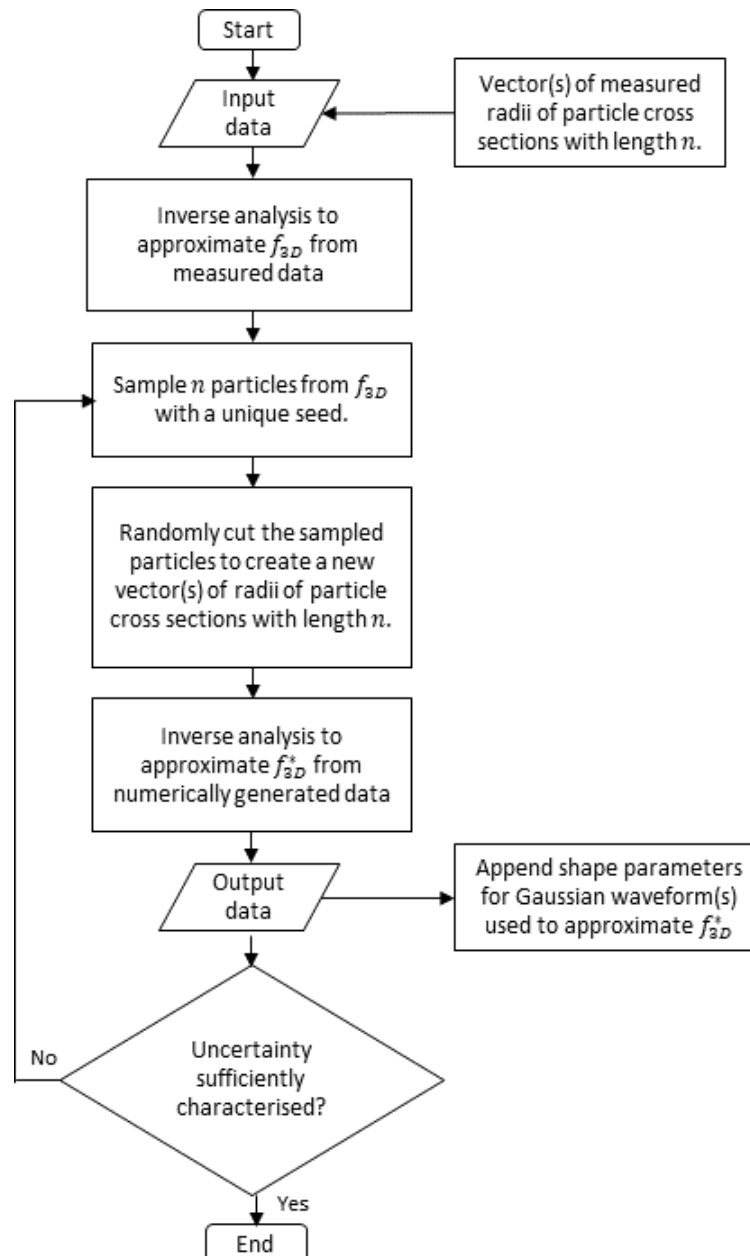 Start
Input
data
Vector(s) of measured
radii of particle cross
sections with length n.
Inverse analysis to
approximate f₃D from
measured data
Sample n particles from f₃D
with a unique seed.
Randomly cut the sampled
particles to create a new
vector(s) of radii of particle
cross sections with length n.
Inverse analysis to
approximate f*₃D from
numerically generated data
Output
data
Append shape parameters
for Gaussian waveform(s)
used to approximate f*₃D
No
Uncertainty
sufficiently
characterised?
Yes
End